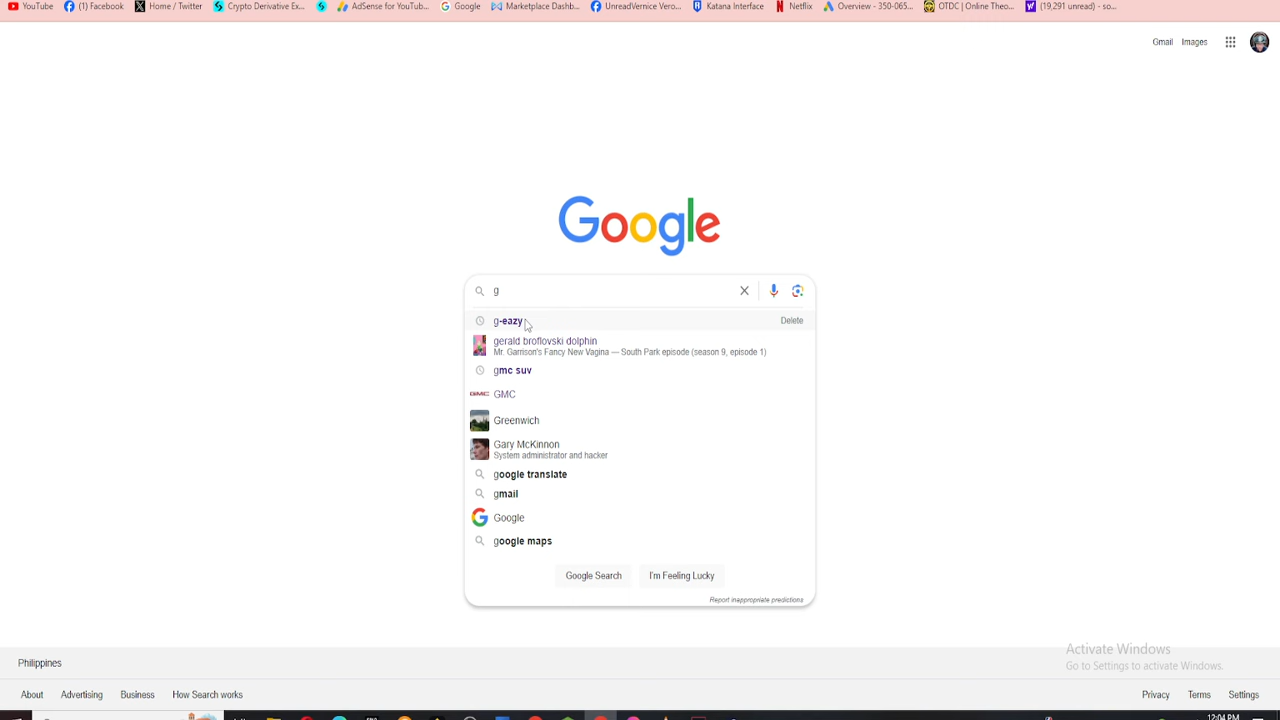 YouTube (1) Facebook Home / Twitter Crypto Derivative Ex... AdSense for YouTub... Google Marketplace Dashb... UnreadVernice Vero... Katana Interface Netflix Overview - 350-065... OTDC | Online Theo... (19,291 unread) - so...
Gmail Images
Google
g
g-eazy Delete
gerald broflovski dolphin
Mr. Garrison's Fancy New Vagina — South Park episode (season 9, episode 1)
gmc suv
GMC GMC
Greenwich
Gary McKinnon
System administrator and hacker
google translate
gmail
Google
google maps
Google Search I'm Feeling Lucky
Report inappropriate predictions
Activate Windows
Go to Settings to activate Windows.
Philippines
About Advertising Business How Search works Privacy Terms Settings
12:04 PM